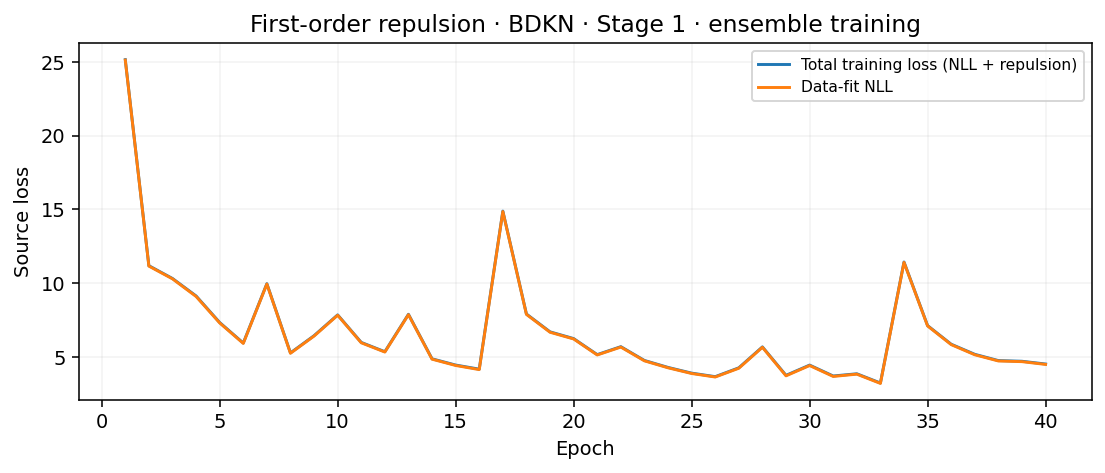 First-order repulsion · BDKN · Stage 1 · ensemble training
Total training loss (NLL + repulsion)
Data-fit NLL
Source loss
25
20
15
10
5
0 5 10 15 20 25 30 35 40
Epoch